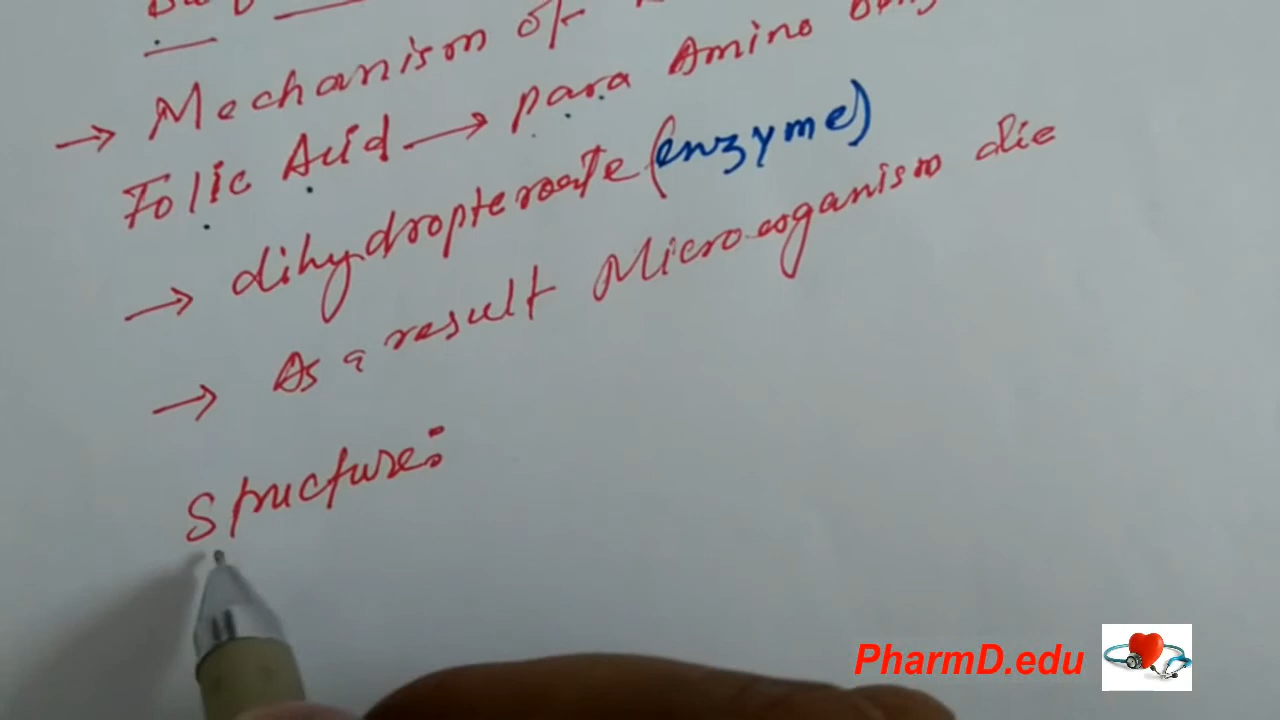 → Mechanism of
Folic Acid → para Amino
→ dihydropteroate (enzyme)
→ As a result Microorganism die
Structure:
PharmD.edu